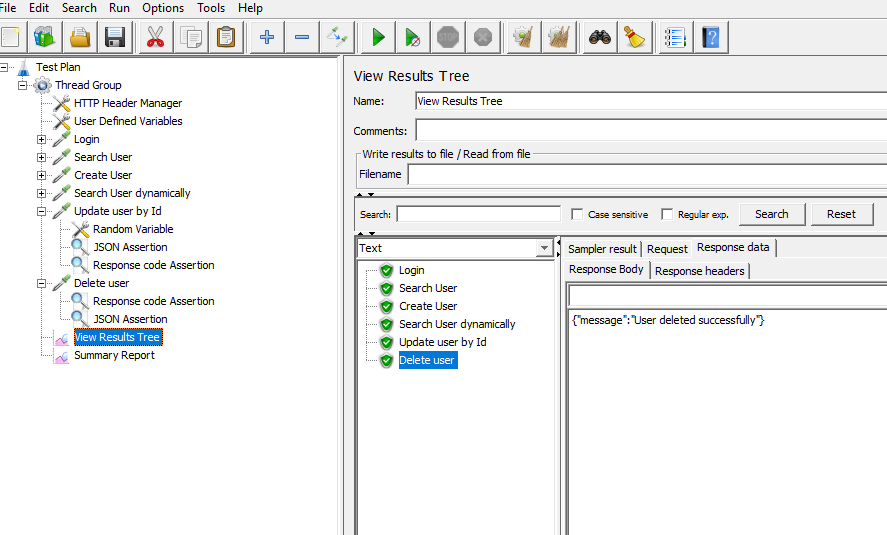 File Edit Search Run Options Tools Help
Test Plan
Thread Group
HTTP Header Manager
User Defined Variables
Login
Search User
Create User
Search User dynamically
Update user by Id
Random Variable
JSON Assertion
Response code Assertion
Delete user
Response code Assertion
JSON Assertion
View Results Tree
Summary Report
View Results Tree
Name: View Results Tree
Comments:
Write results to file / Read from file
Filename
Search: Case sensitive Regular exp. Search Reset
Text
Login
Search User
Create User
Search User dynamically
Update user by Id
Delete user
Sampler result Request Response data
Response Body Response headers
{"message":"User deleted successfully"}